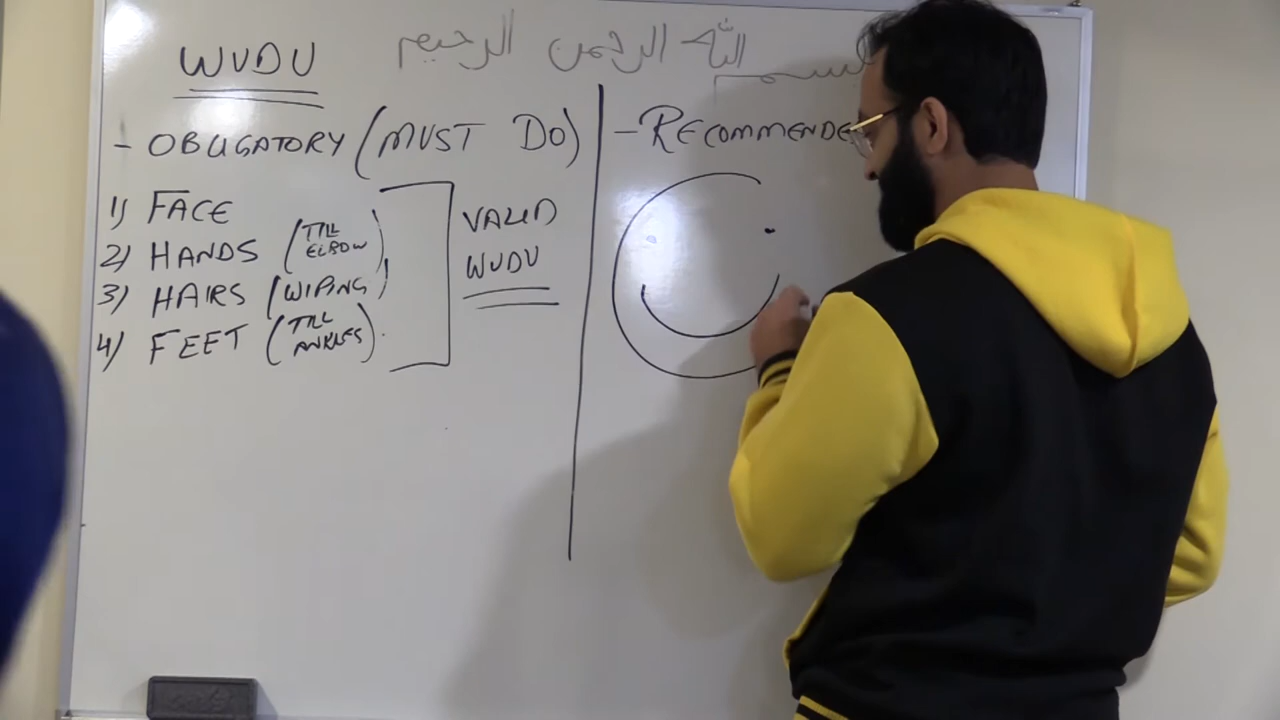 بسم الله الرحمن الرحيم
WUDU
- OBLIGATORY (MUST DO)
1) FACE
2) HANDS (TILL ELBOW)
3) HAIRS (WIPING)
4) FEET (TILL ANKLES).
VALID
WUDU
- RECOMMENDE